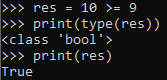 >>> res = 10 >= 9
>>> print(type(res))
<class 'bool'>
>>> print(res)
True